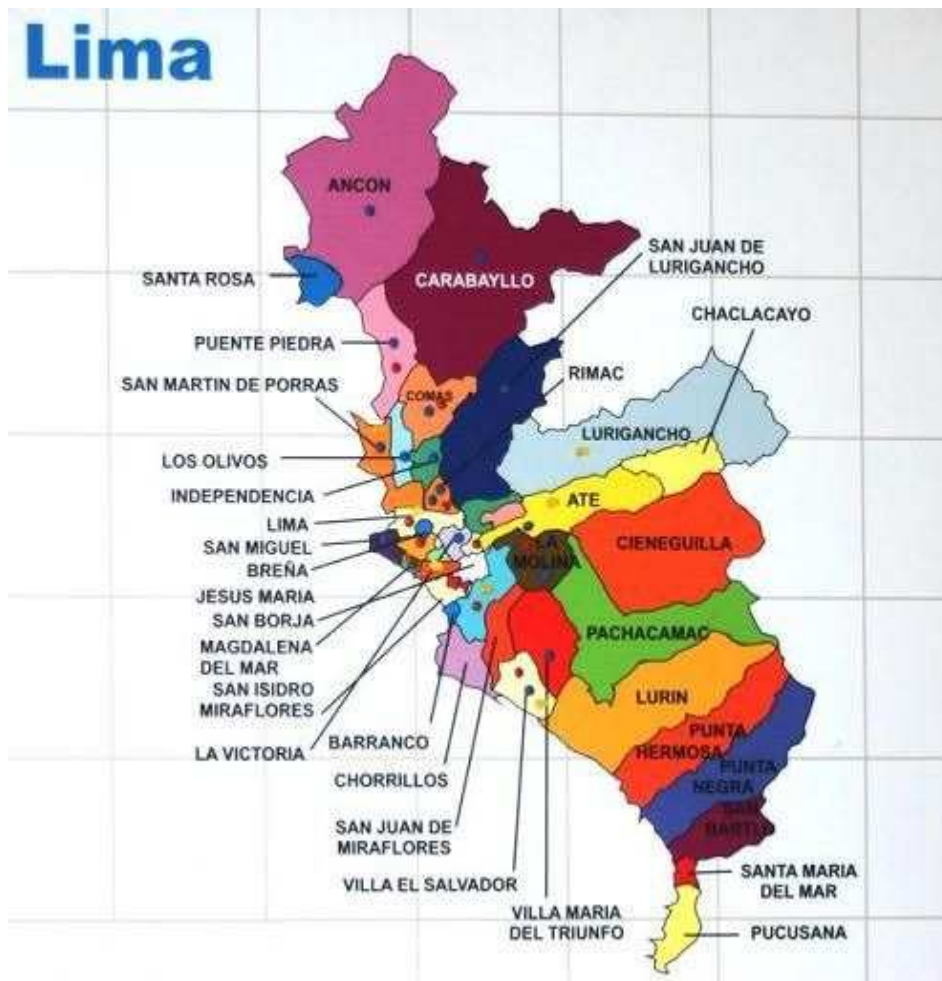 Lima
ANCON
SANTA ROSA
CARABAYLLO
SAN JUAN DE
LURIGANCHO
CHACLACAYO
PUENTE PIEDRA
SAN MARTIN DE PORRAS
COMAS
RIMAC
LURIGANCHO
LOS OLIVOS
INDEPENDENCIA
ATE
LIMA
SAN MIGUEL
BREÑA
LA
MOLINA
CIENEGUILLA
JESUS MARIA
SAN BORJA
MAGDALENA
DEL MAR
PACHACAMAC
SAN ISIDRO
MIRAFLORES
LURIN
LA VICTORIA
BARRANCO
CHORRILLOS
PUNTA
HERMOSA
PUNTA
NEGRA
SAN
BARTLO
SAN JUAN DE
MIRAFLORES
VILLA EL SALVADOR
VILLA MARIA
DEL TRIUNFO
SANTA MARIA
DEL MAR
PUCUSANA